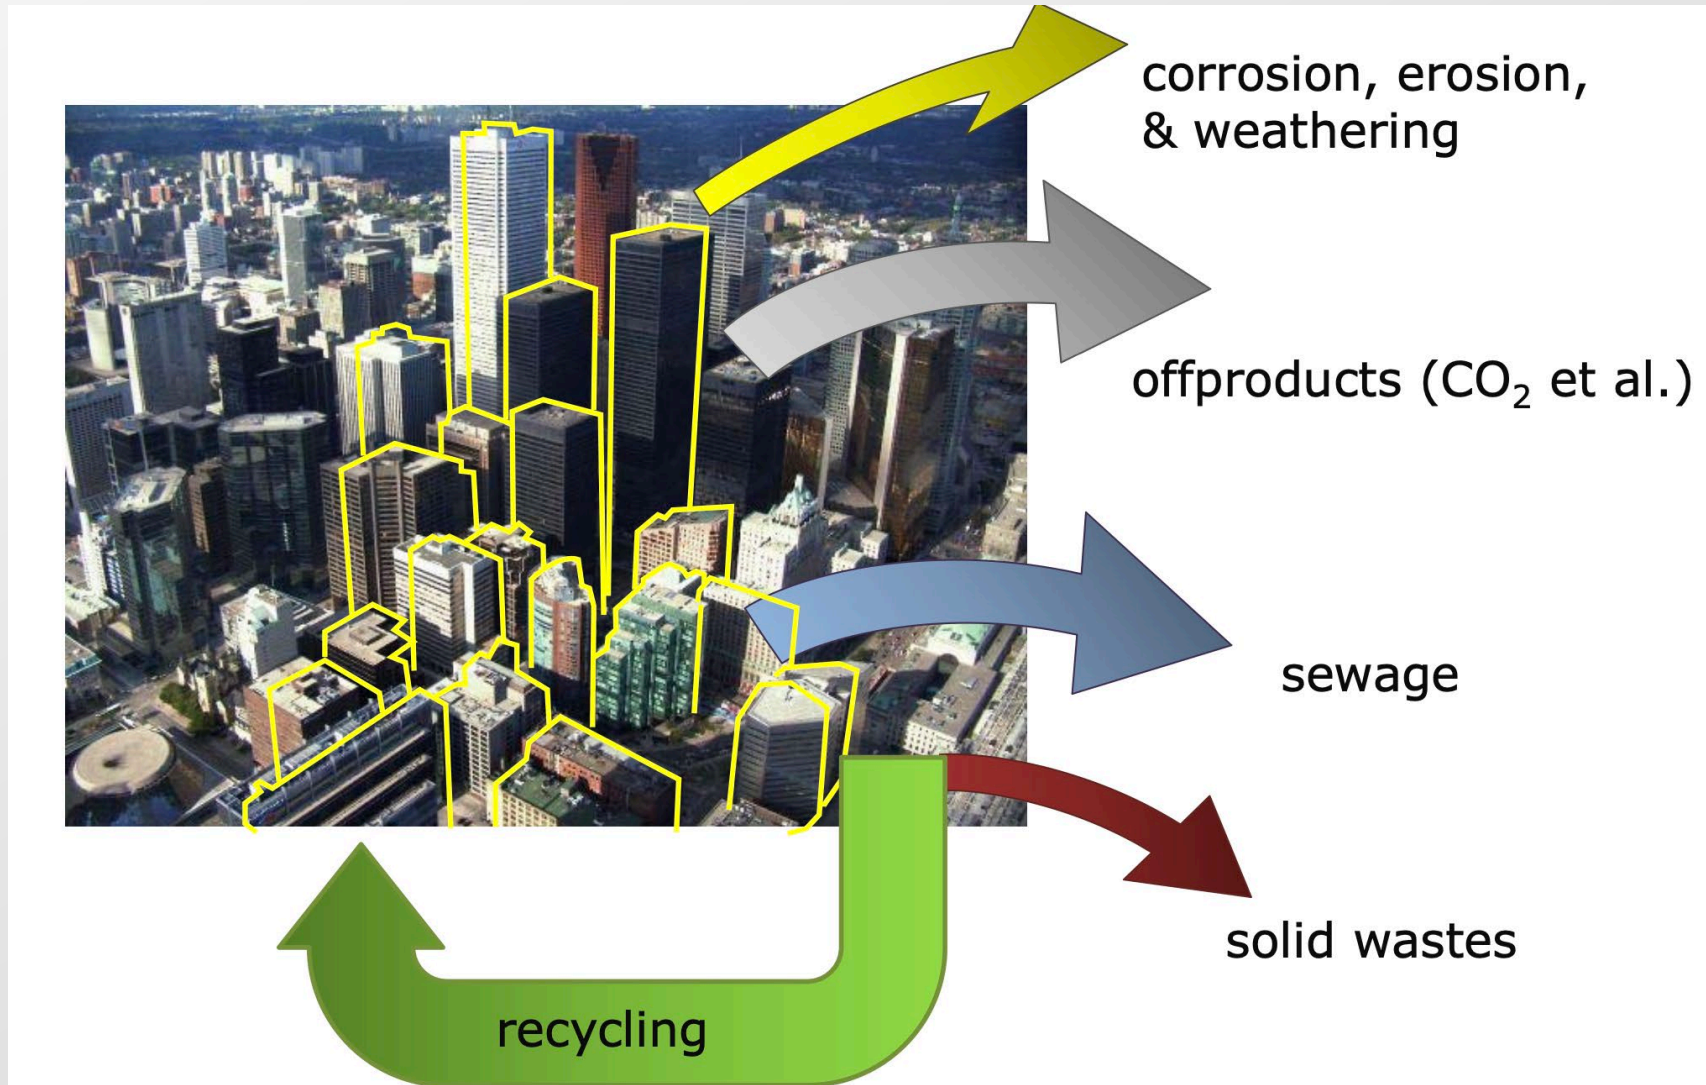 corrosion, erosion,
& weathering
offproducts (CO₂ et al.)
sewage
solid wastes
recycling